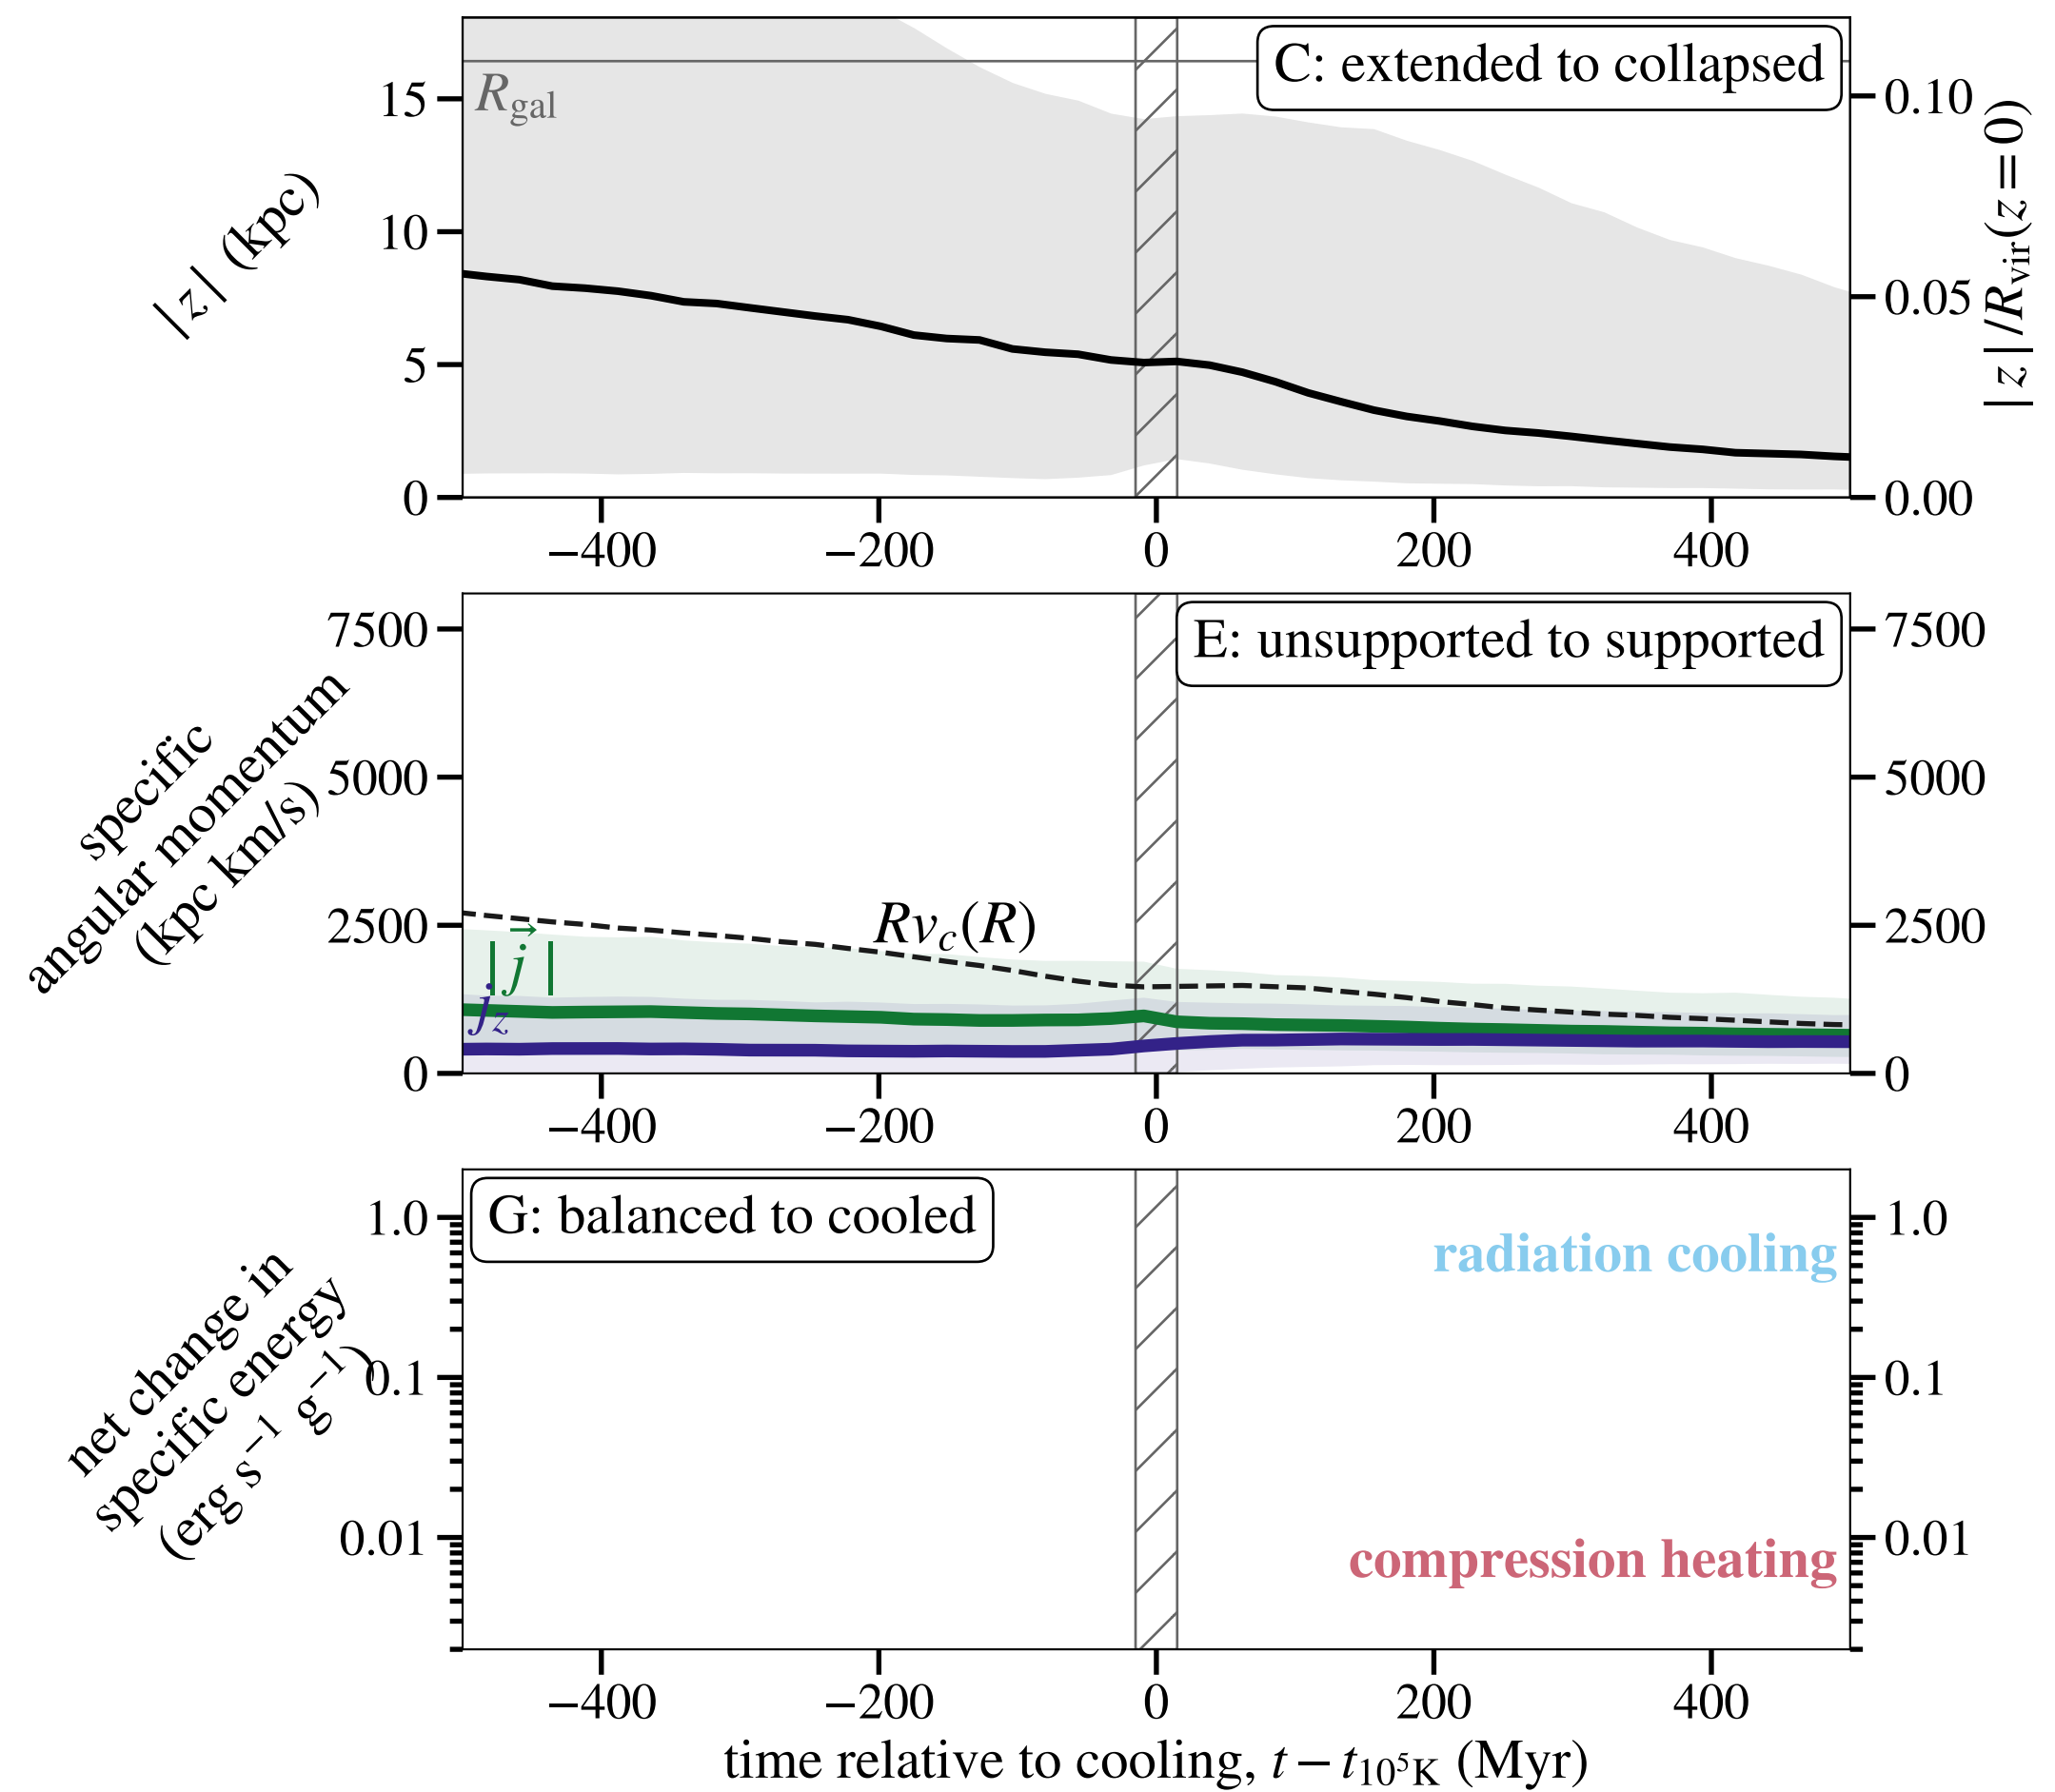 C: extended to collapsed
R_gal
15
10
5
0
|z| (kpc)
0.10
0.05
0.00
|z|/R_vir(z=0)
−400 −200 0 200 400
E: unsupported to supported
7500
5000
2500
0
specific
angular momentum
(kpc km/s)
Rv_c(R)
|j⃗|
j_z
7500
5000
2500
0
−400 −200 0 200 400
G: balanced to cooled
1.0
0.1
0.01
net change in
specific energy
(erg s⁻¹ g⁻¹)
radiation cooling
compression heating
1.0
0.1
0.01
−400 −200 0 200 400
time relative to cooling, t − t_10⁵K (Myr)